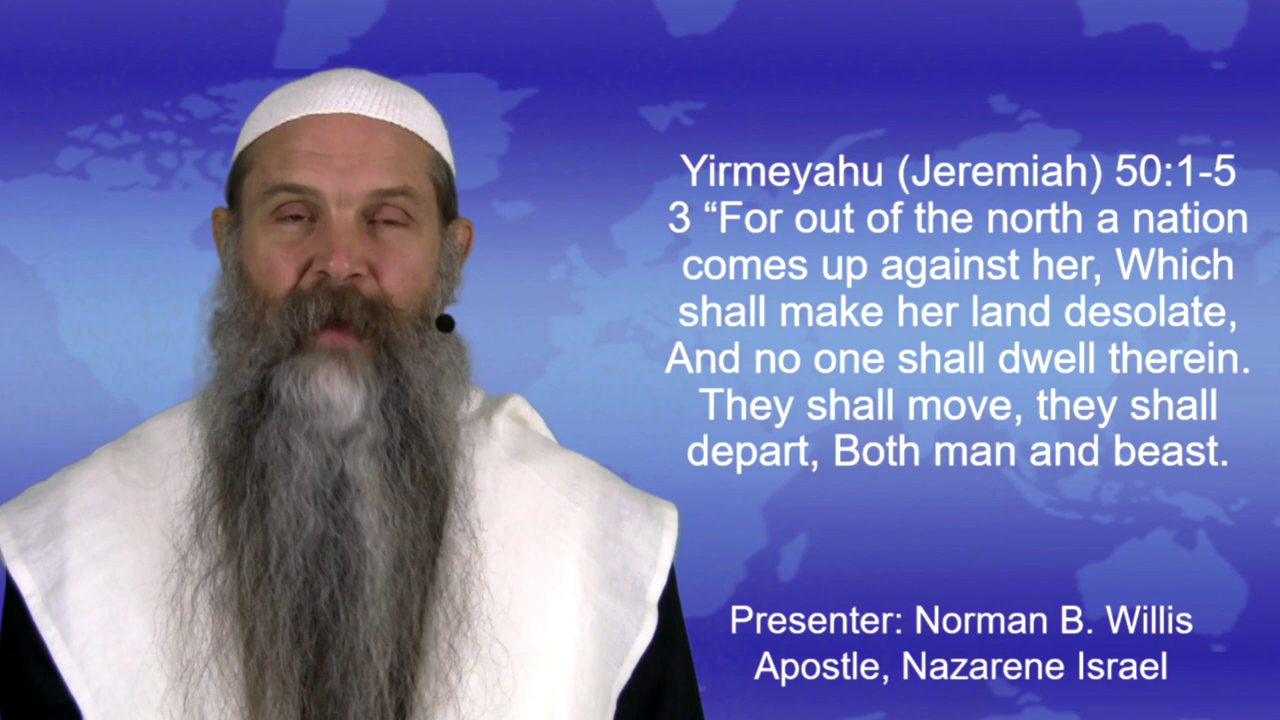 Yirmeyahu (Jeremiah) 50:1-5
3 “For out of the north a nation
comes up against her, Which
shall make her land desolate,
And no one shall dwell therein.
They shall move, they shall
depart, Both man and beast.
Presenter: Norman B. Willis
Apostle, Nazarene Israel